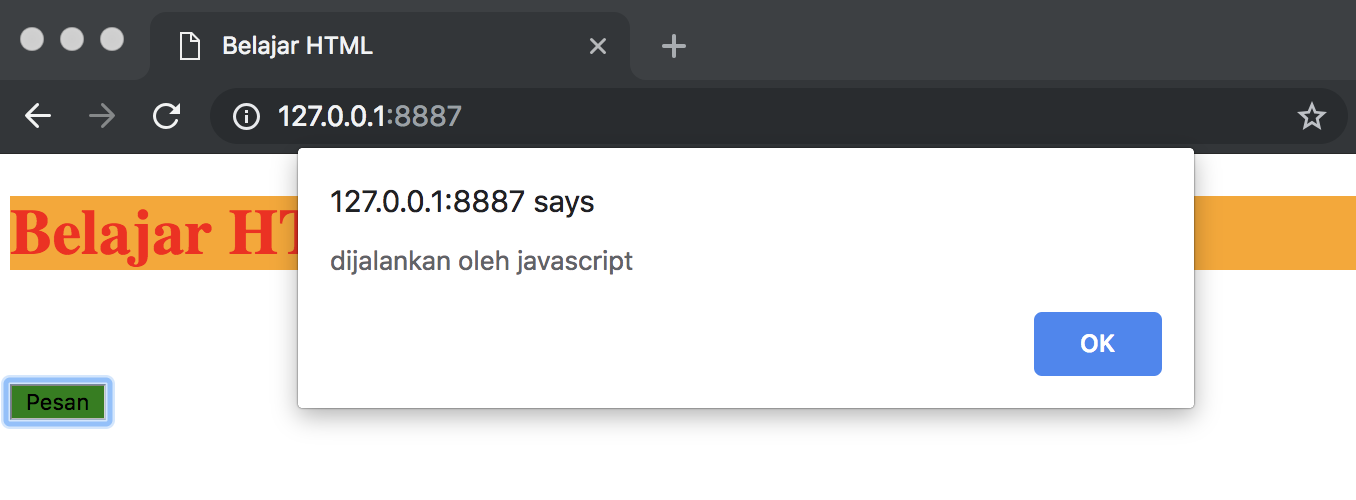 Belajar HTML
127.0.0.1:8887
127.0.0.1:8887 says
dijalankan oleh javascript
OK
Belajar HT
Pesan